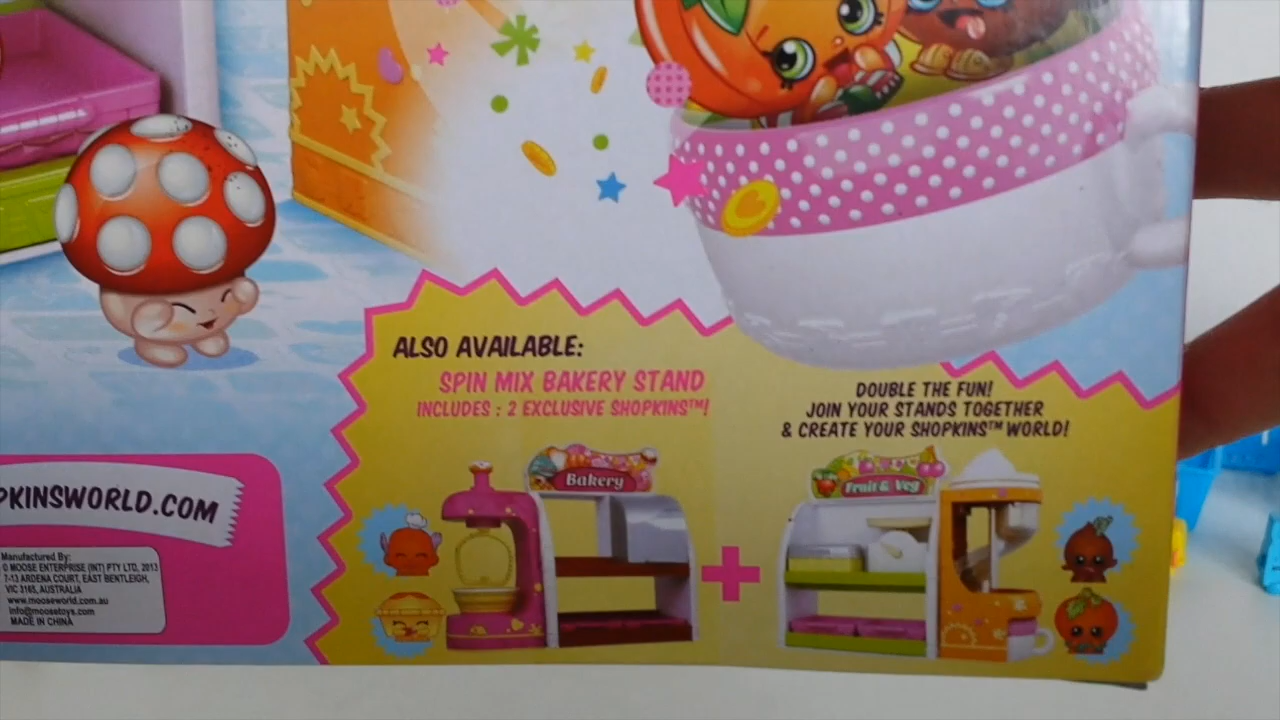 ALSO AVAILABLE:
SPIN MIX BAKERY STAND
INCLUDES : 2 EXCLUSIVE SHOPKINS™!
DOUBLE THE FUN!
JOIN YOUR STANDS TOGETHER
& CREATE YOUR SHOPKINS™ WORLD!
Bakery
Fruit & Veg
PKINSWORLD.COM
Manufactured By:
© MOOSE ENTERPRISE (INT) PTY LTD, 2013
7-13 ARDENA COURT, EAST BENTLEIGH,
VIC 3165, AUSTRALIA
www.mooseworld.com.au
info@moosetoys.com
MADE IN CHINA